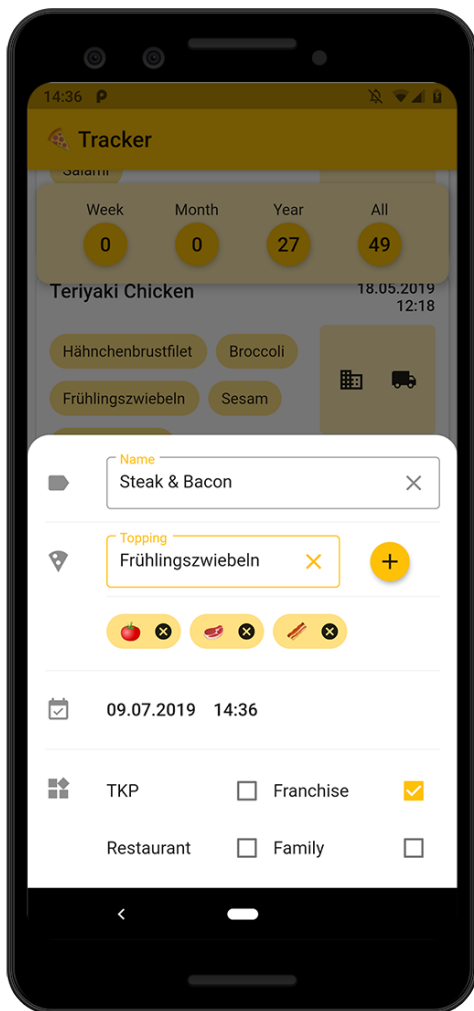 14:36
Tracker
Salami
Week Month Year All
0 0 27 49
Teriyaki Chicken 18.05.2019
12:18
Hähnchenbrustfilet Broccoli
Frühlingszwiebeln Sesam
Name
Steak & Bacon
Topping
Frühlingszwiebeln
09.07.2019 14:36
TKP Franchise
Restaurant Family